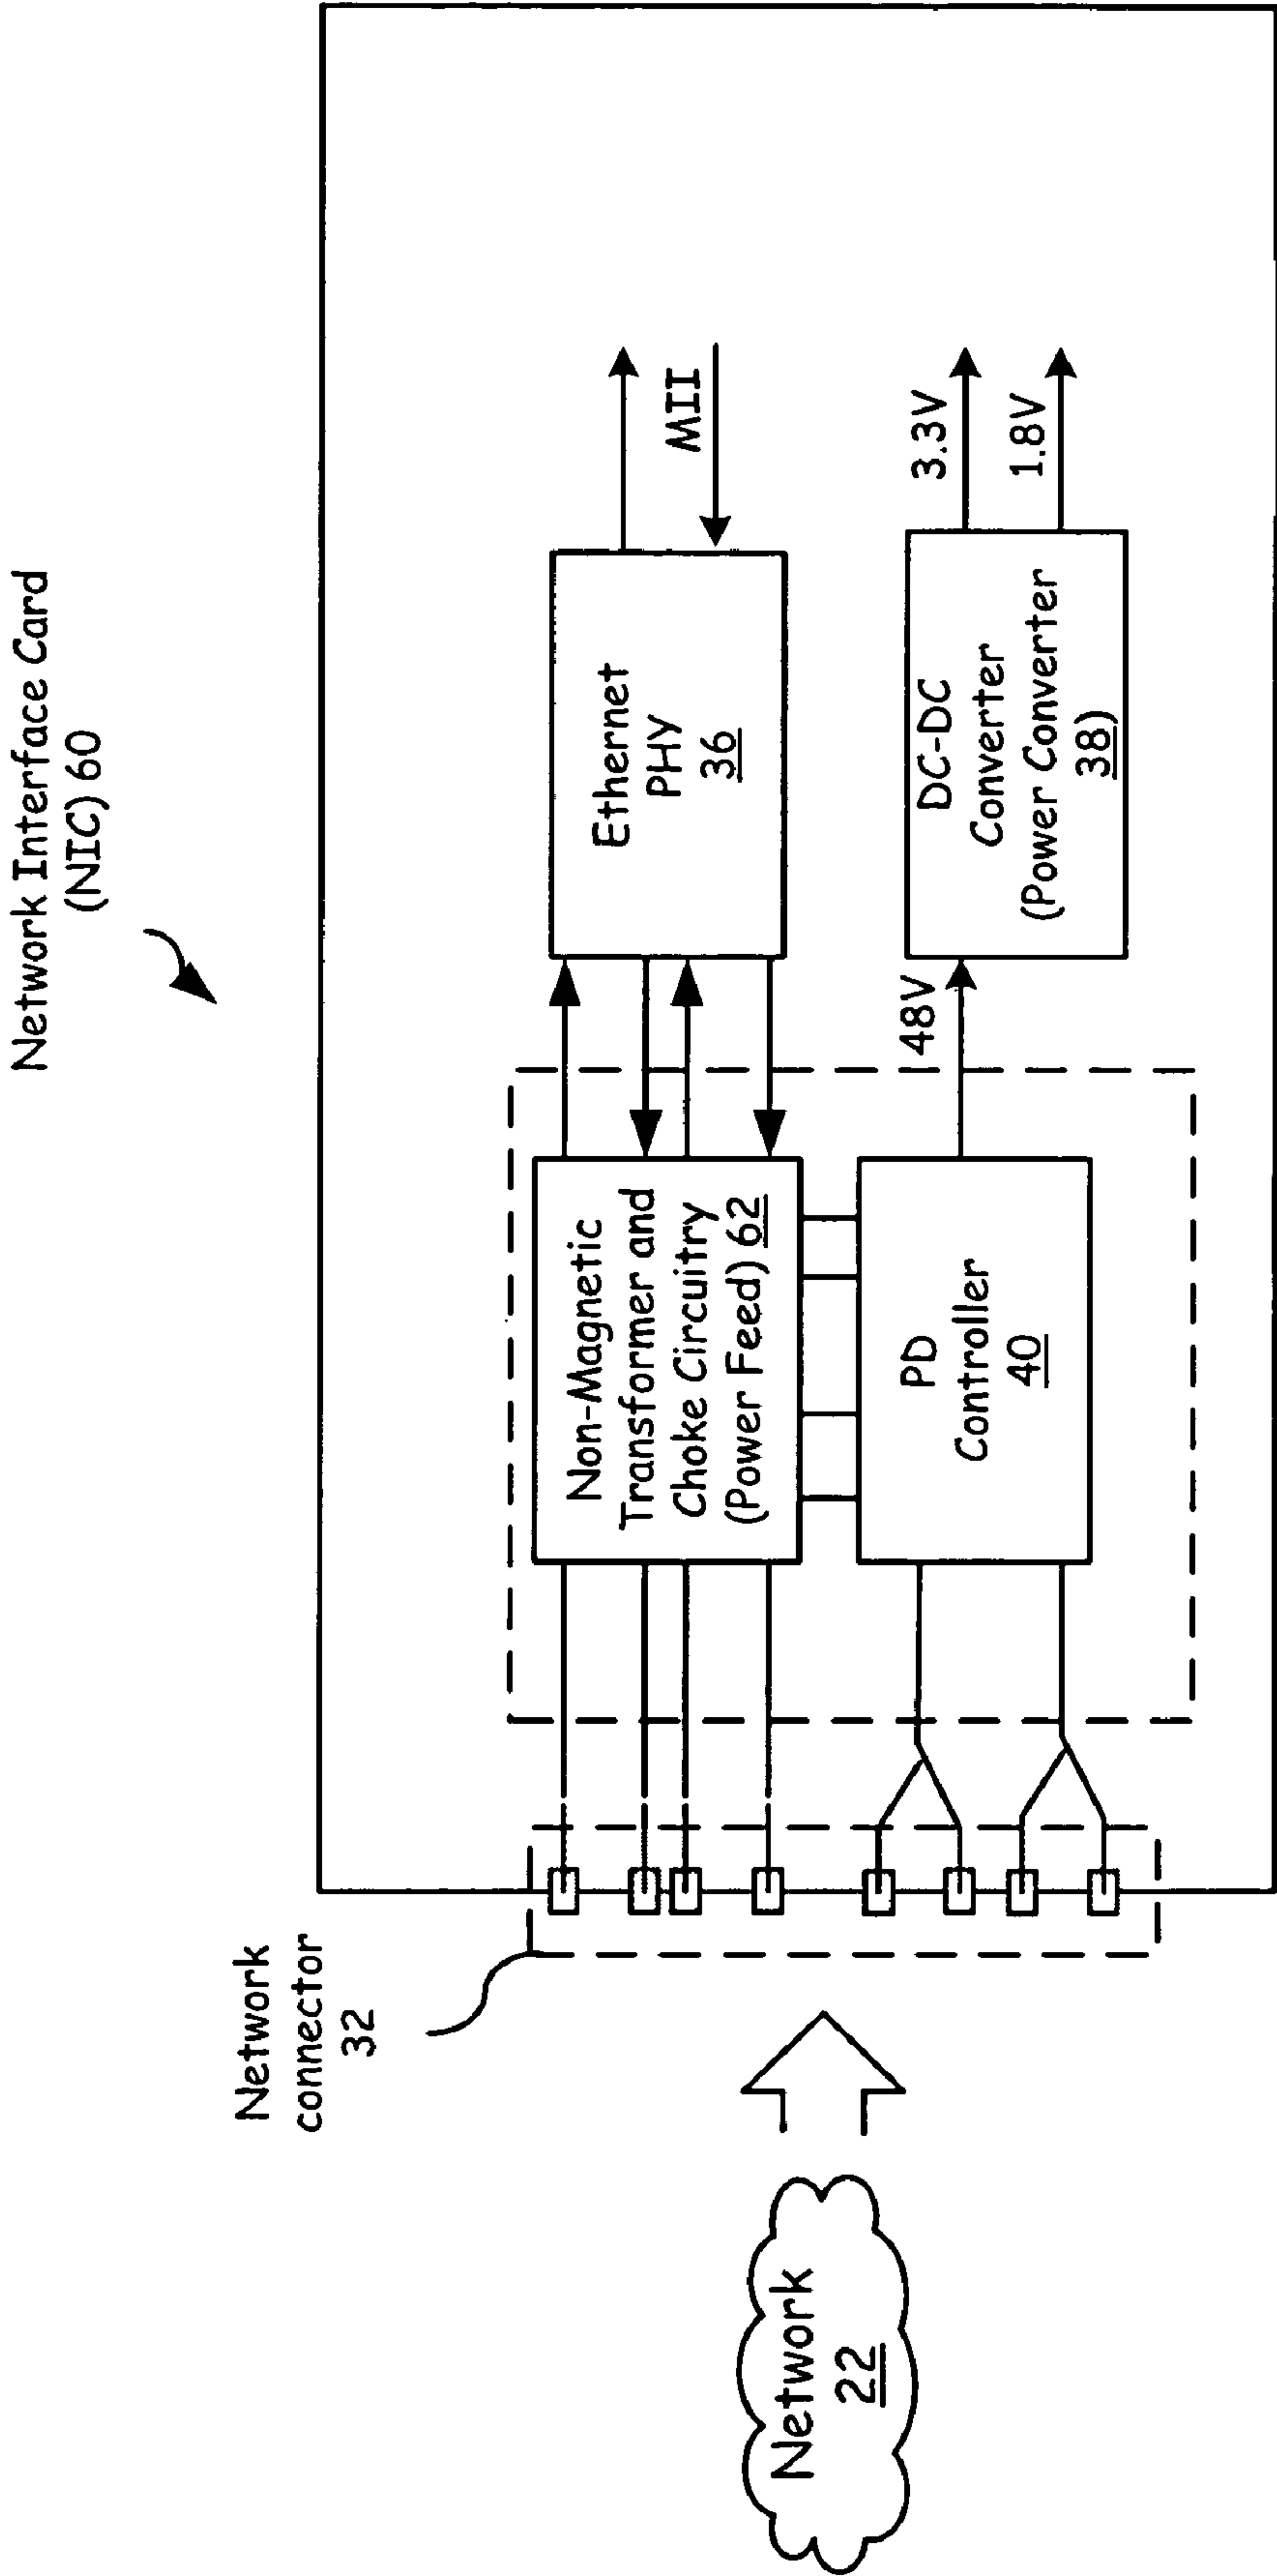 Network Interface Card
(NIC) 60
Network
connector
32
Network
22
Non-Magnetic
Transformer and
Choke Circuitry
(Power Feed) 62
PD
Controller
40
48V
Ethernet
PHY
36
MII
DC-DC
Converter
(Power Converter
38)
3.3V
1.8V